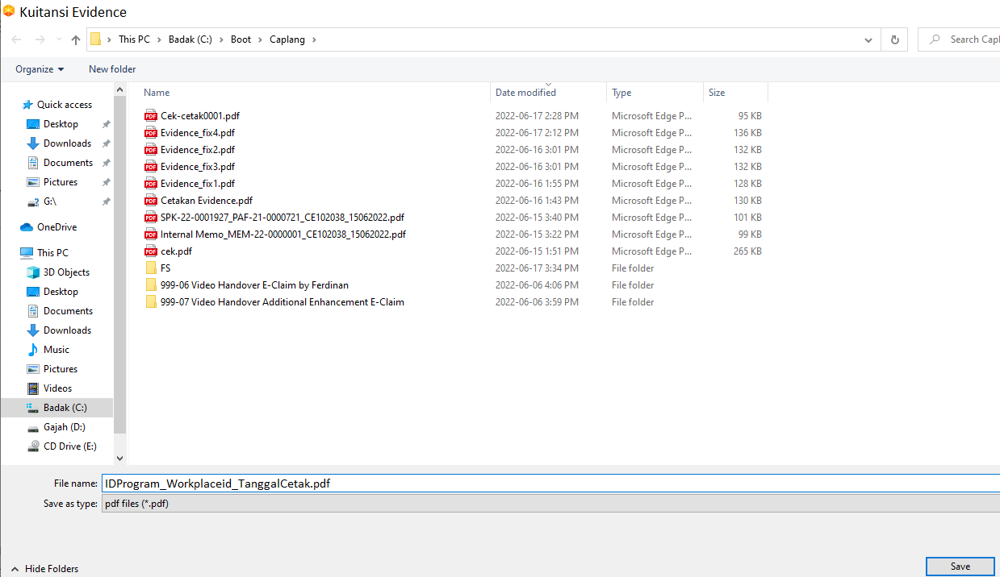 Kuitansi Evidence
This PC > Badak (C:) > Boot > Caplang >
Search Capl
Organize
New folder
Quick access
Desktop
Downloads
Documents
Pictures
G:\
OneDrive
This PC
3D Objects
Desktop
Documents
Downloads
Music
Pictures
Videos
Badak (C:)
Gajah (D:)
CD Drive (E:)
Name Date modified Type Size
Cek-cetak0001.pdf 2022-06-17 2:28 PM Microsoft Edge P... 95 KB
Evidence_fix4.pdf 2022-06-17 2:12 PM Microsoft Edge P... 136 KB
Evidence_fix2.pdf 2022-06-16 3:01 PM Microsoft Edge P... 132 KB
Evidence_fix3.pdf 2022-06-16 3:01 PM Microsoft Edge P... 132 KB
Evidence_fix1.pdf 2022-06-16 1:55 PM Microsoft Edge P... 128 KB
Cetakan Evidence.pdf 2022-06-16 1:43 PM Microsoft Edge P... 130 KB
SPK-22-0001927_PAF-21-0000721_CE102038_15062022.pdf 2022-06-15 3:40 PM Microsoft Edge P... 101 KB
Internal Memo_MEM-22-0000001_CE102038_15062022.pdf 2022-06-15 3:22 PM Microsoft Edge P... 99 KB
cek.pdf 2022-06-15 1:51 PM Microsoft Edge P... 265 KB
FS 2022-06-17 3:34 PM File folder
999-06 Video Handover E-Claim by Ferdinan 2022-06-06 4:06 PM File folder
999-07 Video Handover Additional Enhancement E-Claim 2022-06-06 3:59 PM File folder
File name: IDProgram_Workplaceid_TanggalCetak.pdf
Save as type: pdf files (*.pdf)
Hide Folders
Save